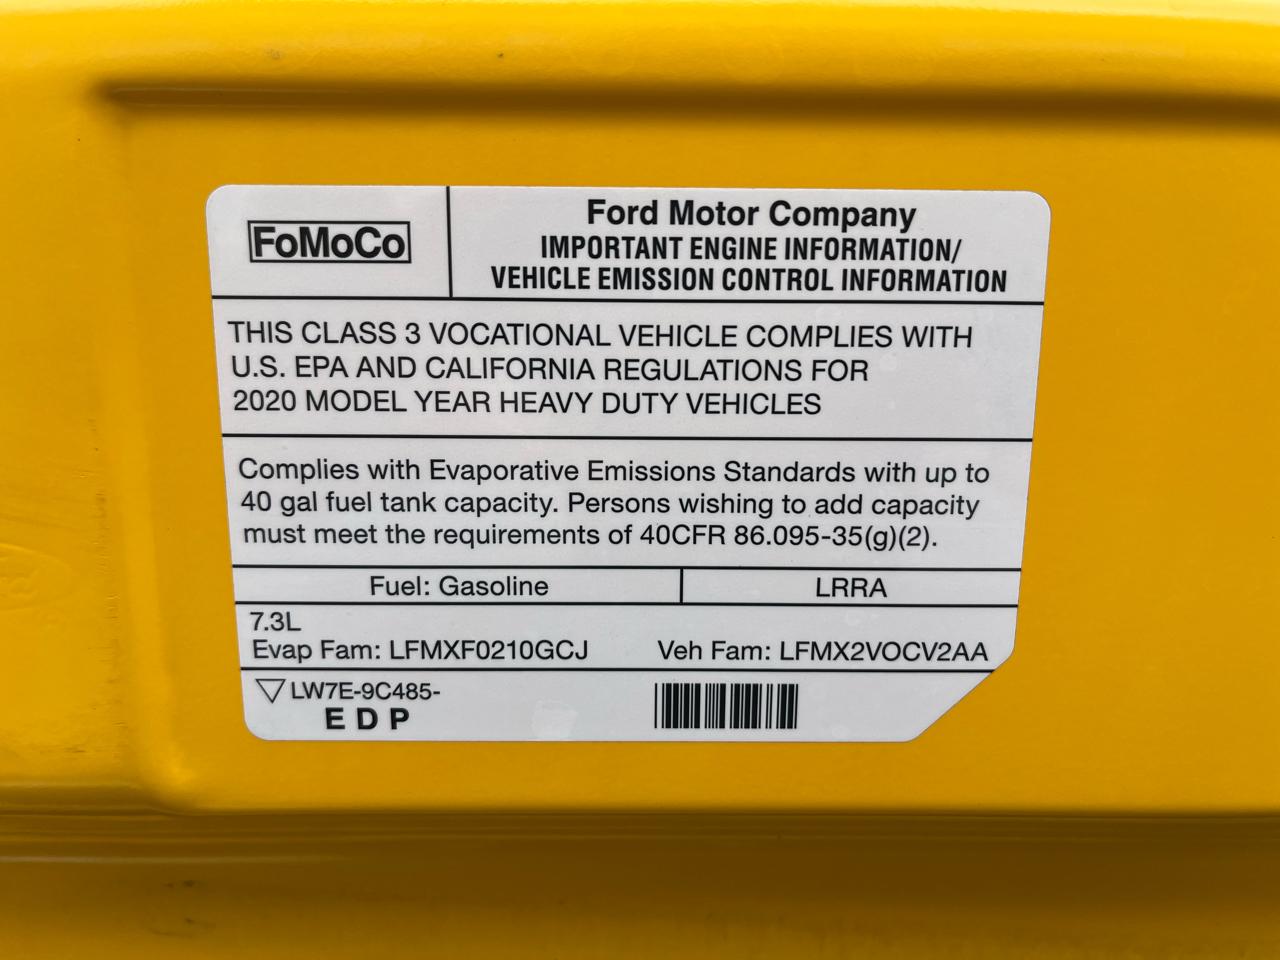 FoMoCo
Ford Motor Company
IMPORTANT ENGINE INFORMATION/
VEHICLE EMISSION CONTROL INFORMATION
THIS CLASS 3 VOCATIONAL VEHICLE COMPLIES WITH
U.S. EPA AND CALIFORNIA REGULATIONS FOR
2020 MODEL YEAR HEAVY DUTY VEHICLES
Complies with Evaporative Emissions Standards with up to
40 gal fuel tank capacity. Persons wishing to add capacity
must meet the requirements of 40CFR 86.095-35(g)(2).
Fuel: Gasoline
LRRA
7.3L
Evap Fam: LFMXF0210GCJ
Veh Fam: LFMX2VOCV2AA
LW7E-9C485-
E D P